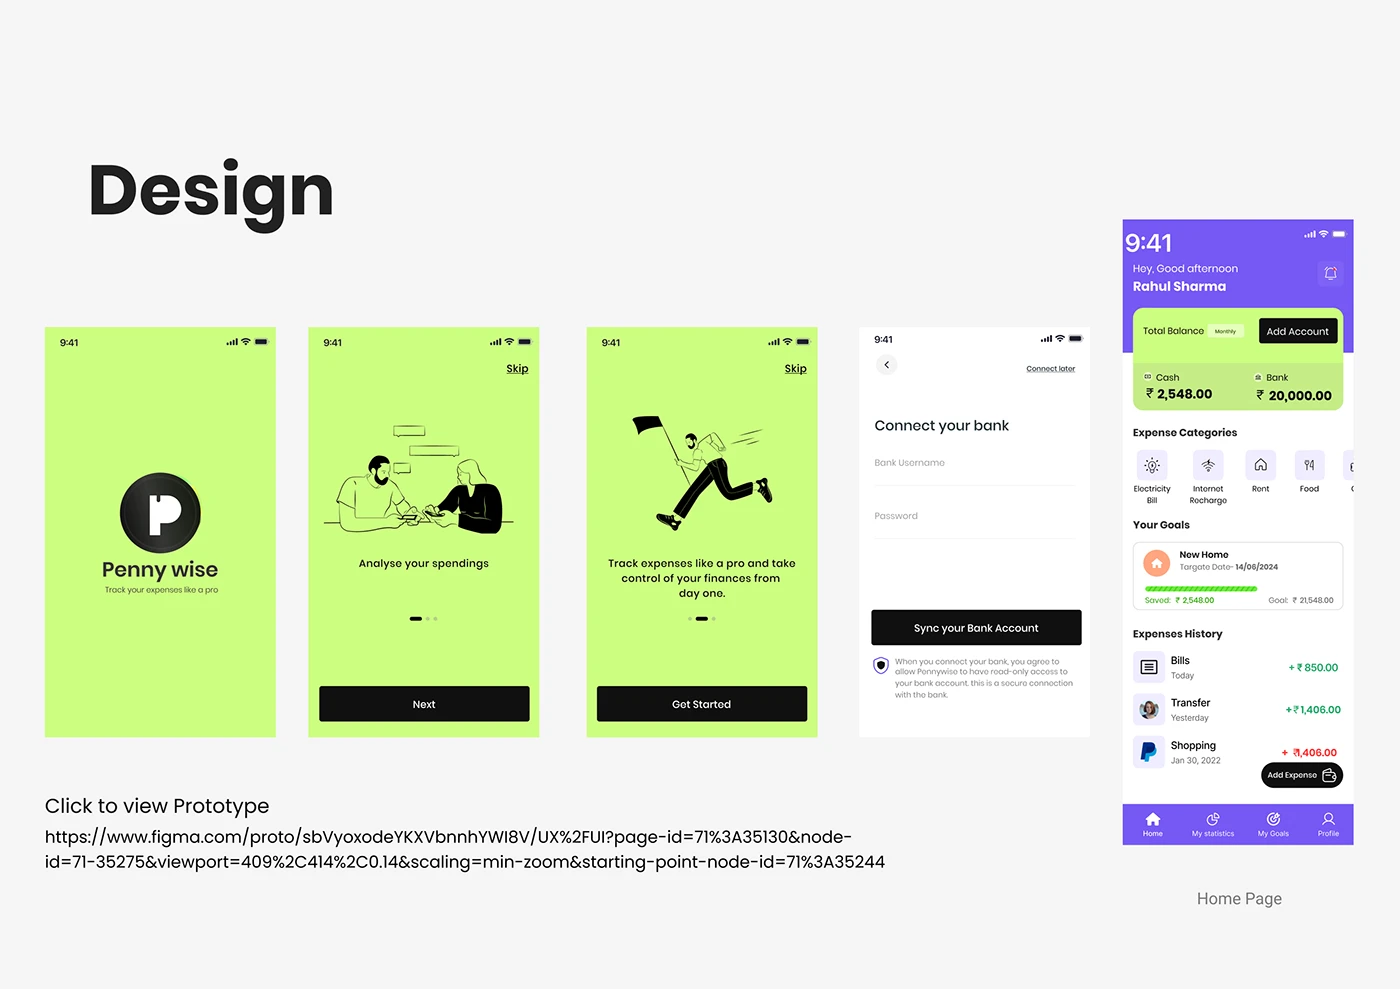 Design
9:41
Penny wise
Track your expenses like a pro
9:41
Skip
Analyse your spendings
Next
9:41
Skip
Track expenses like a pro and take
control of your finances from
day one.
Get Started
9:41
Connect later
Connect your bank
Bank Username
Password
Sync your Bank Account
When you connect your bank, you agree to
allow Pennywise to have read-only access to
your bank account. this is a secure connection
with the bank.
9:41
Hey, Good afternoon
Rahul Sharma
Total Balance Monthly Add Account
Cash Bank
₹ 2,548.00 ₹ 20,000.00
Expense Categories
Electricity Bill
Internet Recharge
Rent
Food
Your Goals
New Home
Targate Date- 14/06/2024
Saved: ₹ 2,548.00 Goal: ₹ 21,548.00
Expenses History
Bills
Today
+ ₹ 850.00
Transfer
Yesterday
+₹1,406.00
Shopping
Jan 30, 2022
+ ₹1,406.00
Add Expense
Home My statistics My Goals Profile
Home Page
Click to view Prototype
https://www.figma.com/proto/sbVyoxodeYKXVbnnhYWI8V/UX%2FUI?page-id=71%3A35130&node-
id=71-35275&viewport=409%2C414%2C0.14&scaling=min-zoom&starting-point-node-id=71%3A35244